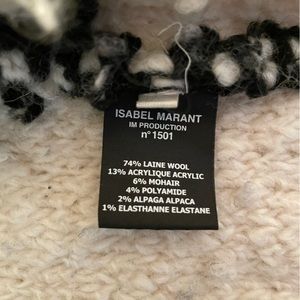 ISABEL MARANT
IM PRODUCTION
n° 1501
74% LAINE WOOL
13% ACRYLIQUE ACRYLIC
6% MOHAIR
4% POLYAMIDE
2% ALPAGA ALPACA
1% ELASTHANNE ELASTANE